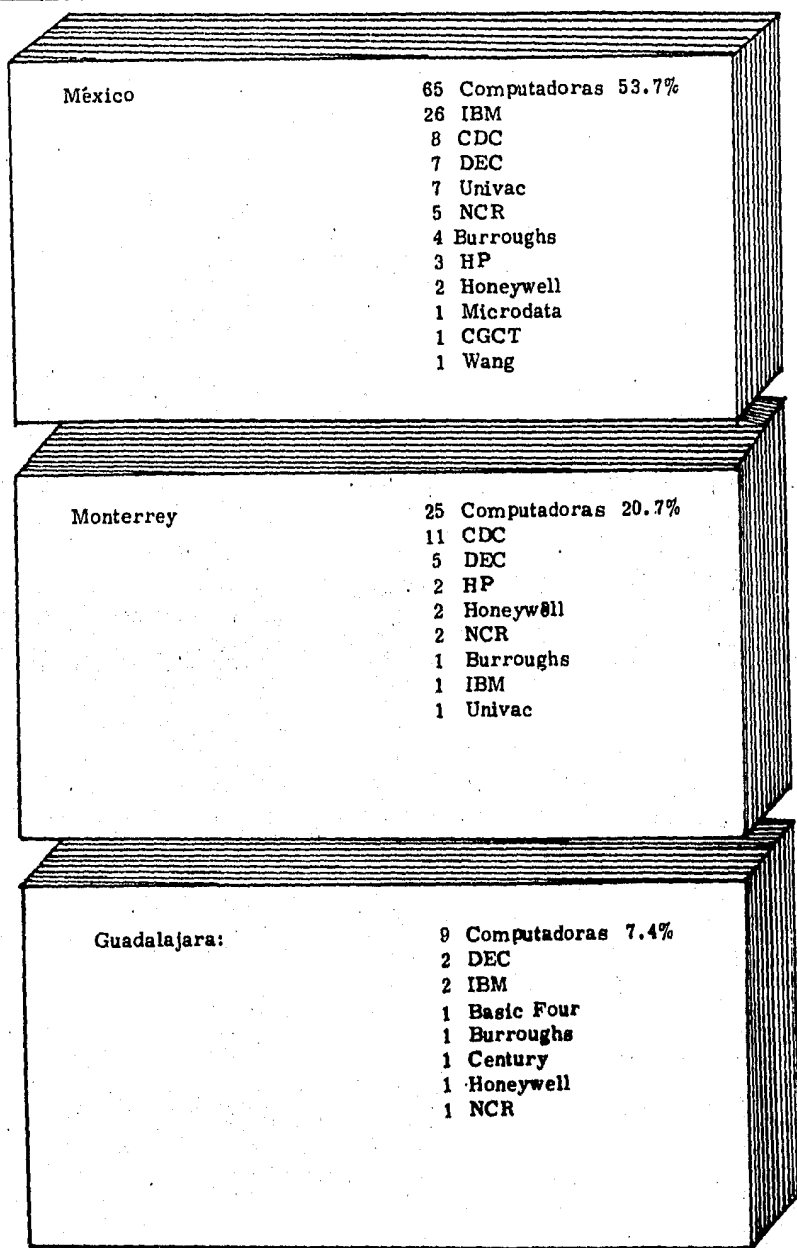 México
65 Computadoras 53.7%
26 IBM
8 CDC
7 DEC
7 Univac
5 NCR
4 Burroughs
3 HP
2 Honeywell
1 Microdata
1 CGCT
1 Wang
Monterrey
25 Computadoras 20.7%
11 CDC
5 DEC
2 HP
2 Honeywell
2 NCR
1 Burroughs
1 IBM
1 Univac
Guadalajara:
9 Computadoras 7.4%
2 DEC
2 IBM
1 Basic Four
1 Burroughs
1 Century
1 Honeywell
1 NCR